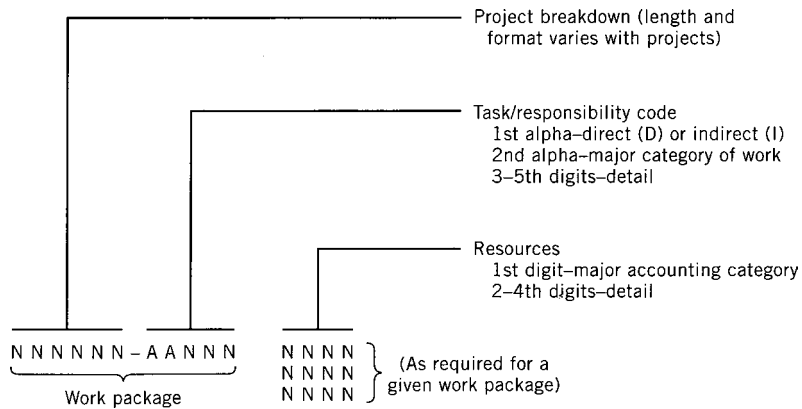 Project breakdown (length and
format varies with projects)
Task/responsibility code
1st alpha–direct (D) or indirect (I)
2nd alpha–major category of work
3–5th digits–detail
Resources
1st digit–major accounting category
2–4th digits–detail
N N N N N N – A A N N N
N N N N
N N N N
N N N N
(As required for a
given work package)
Work package